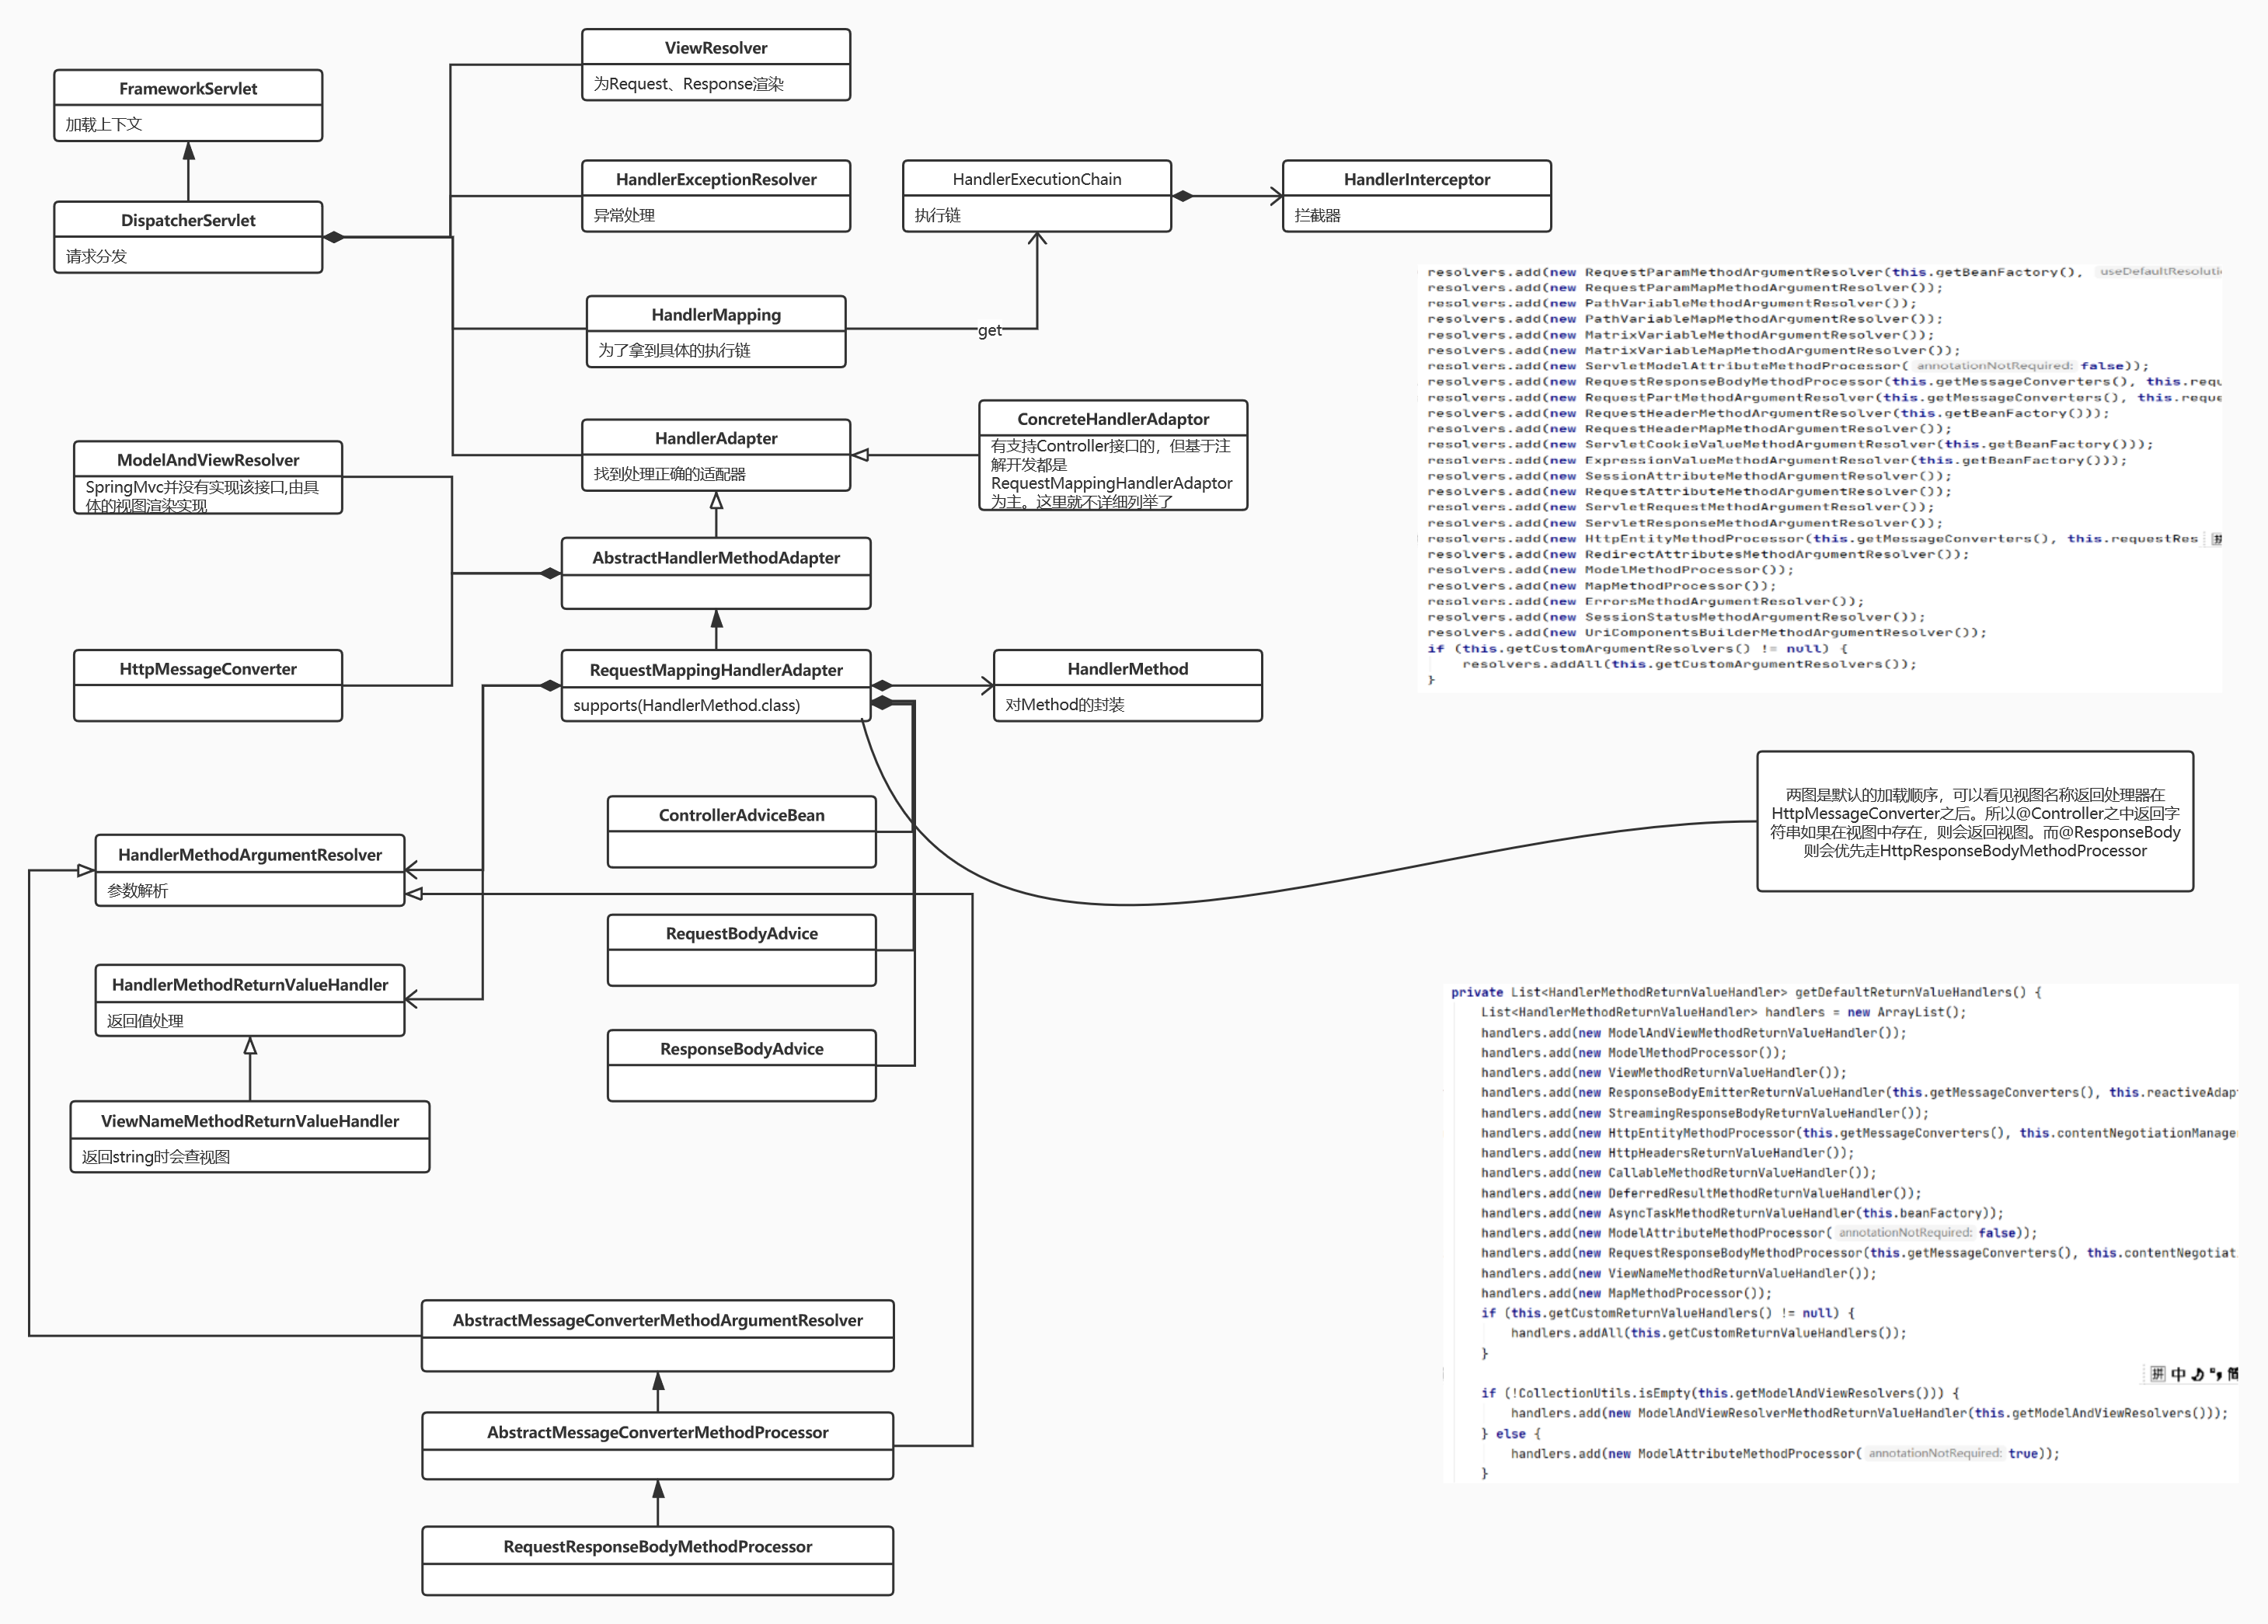 ViewResolver
为Request、Response渲染
FrameworkServlet
加载上下文
HandlerExceptionResolver
异常处理
HandlerExecutionChain
执行链
HandlerInterceptor
拦截器
DispatcherServlet
请求分发
HandlerMapping
为了拿到具体的执行链
get
HandlerAdapter
找到处理正确的适配器
ConcreteHandlerAdaptor
有支持Controller接口的，但基于注
解开发都是
RequestMappingHandlerAdaptor
为主。这里就不详细列举了
ModelAndViewResolver
SpringMvc并没有实现该接口,由具
体的视图渲染实现
AbstractHandlerMethodAdapter
HttpMessageConverter
RequestMappingHandlerAdapter
supports(HandlerMethod.class)
HandlerMethod
对Method的封装
ControllerAdviceBean
HandlerMethodArgumentResolver
参数解析
RequestBodyAdvice
HandlerMethodReturnValueHandler
返回值处理
ResponseBodyAdvice
ViewNameMethodReturnValueHandler
返回string时会查视图
AbstractMessageConverterMethodArgumentResolver
AbstractMessageConverterMethodProcessor
RequestResponseBodyMethodProcessor
resolvers.add(new RequestParamMethodArgumentResolver(this.getBeanFactory(),
resolvers.add(new RequestParamMapMethodArgumentResolver());
resolvers.add(new PathVariableMethodArgumentResolver());
resolvers.add(new PathVariableMapMethodArgumentResolver());
resolvers.add(new MatrixVariableMethodArgumentResolver());
resolvers.add(new MatrixVariableMapMethodArgumentResolver());
resolvers.add(new ServletModelAttributeMethodProcessor( annotationNotRequired: false));
resolvers.add(new RequestResponseBodyMethodProcessor(this.getMessageConverters(), this.requ
resolvers.add(new RequestPartMethodArgumentResolver(this.getMessageConverters(), this.reque
resolvers.add(new RequestHeaderMethodArgumentResolver(this.getBeanFactory()));
resolvers.add(new RequestHeaderMapMethodArgumentResolver());
resolvers.add(new ServletCookieValueMethodArgumentResolver(this.getBeanFactory()));
resolvers.add(new ExpressionValueMethodArgumentResolver(this.getBeanFactory()));
resolvers.add(new SessionAttributeMethodArgumentResolver());
resolvers.add(new RequestAttributeMethodArgumentResolver());
resolvers.add(new ServletRequestMethodArgumentResolver());
resolvers.add(new ServletResponseMethodArgumentResolver());
resolvers.add(new HttpEntityMethodProcessor(this.getMessageConverters(), this.requestRes
resolvers.add(new RedirectAttributesMethodArgumentResolver());
resolvers.add(new ModelMethodProcessor());
resolvers.add(new MapMethodProcessor());
resolvers.add(new ErrorsMethodArgumentResolver());
resolvers.add(new SessionStatusMethodArgumentResolver());
resolvers.add(new UriComponentsBuilderMethodArgumentResolver());
if (this.getCustomArgumentResolvers() != null) {
resolvers.addAll(this.getCustomArgumentResolvers());
}
两图是默认的加载顺序，可以看见视图名称返回处理器在
HttpMessageConverter之后。所以@Controller之中返回字
符串如果在视图中存在，则会返回视图。而@ResponseBody
则会优先走HttpResponseBodyMethodProcessor
private List<HandlerMethodReturnValueHandler> getDefaultReturnValueHandlers() {
List<HandlerMethodReturnValueHandler> handlers = new ArrayList();
handlers.add(new ModelAndViewMethodReturnValueHandler());
handlers.add(new ModelMethodProcessor());
handlers.add(new ViewMethodReturnValueHandler());
handlers.add(new ResponseBodyEmitterReturnValueHandler(this.getMessageConverters(), this.reactiveAdap
handlers.add(new StreamingResponseBodyReturnValueHandler());
handlers.add(new HttpEntityMethodProcessor(this.getMessageConverters(), this.contentNegotiationManage
handlers.add(new HttpHeadersReturnValueHandler());
handlers.add(new CallableMethodReturnValueHandler());
handlers.add(new DeferredResultMethodReturnValueHandler());
handlers.add(new AsyncTaskMethodReturnValueHandler(this.beanFactory));
handlers.add(new ModelAttributeMethodProcessor( annotationNotRequired: false));
handlers.add(new RequestResponseBodyMethodProcessor(this.getMessageConverters(), this.contentNegotiat
handlers.add(new ViewNameMethodReturnValueHandler());
handlers.add(new MapMethodProcessor());
if (this.getCustomReturnValueHandlers() != null) {
handlers.addAll(this.getCustomReturnValueHandlers());
}
拼 中
if (!CollectionUtils.isEmpty(this.getModelAndViewResolvers())) {
handlers.add(new ModelAndViewResolverMethodReturnValueHandler(this.getModelAndViewResolvers()));
} else {
handlers.add(new ModelAttributeMethodProcessor( annotationNotRequired: true));
}